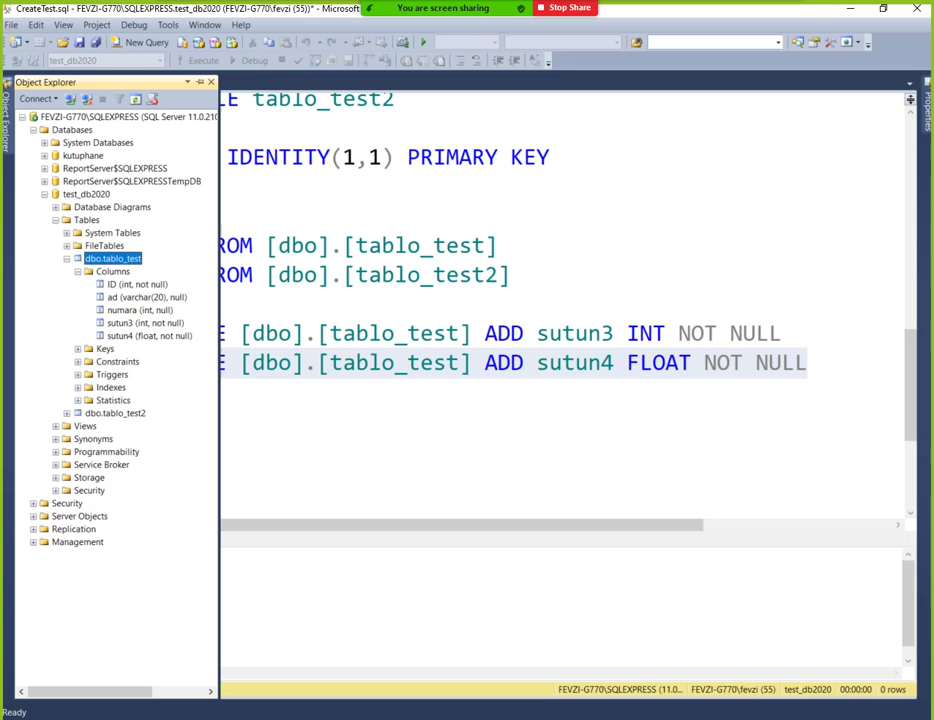 CreateTest.sql - FEVZI-G770\SQLEXPRESS.test_db2020 (FEVZI-G770\fevzi (55))* - Microsoft
You are screen sharing
Stop Share
File Edit View Project Debug Tools Window Help
New Query
test_db2020
Execute
Debug
Object Explorer
Object Explorer
Properties
Connect
FEVZI-G770\SQLEXPRESS (SQL Server 11.0.210
Databases
System Databases
kutuphane
ReportServer$SQLEXPRESS
ReportServer$SQLEXPRESSTempDB
test_db2020
Database Diagrams
Tables
System Tables
FileTables
dbo.tablo_test
Columns
ID (int, not null)
ad (varchar(20), null)
numara (int, null)
sutun3 (int, not null)
sutun4 (float, not null)
Keys
Constraints
Triggers
Indexes
Statistics
dbo.tablo_test2
Views
Synonyms
Programmability
Service Broker
Storage
Security
Security
Server Objects
Replication
Management
LE tablo_test2
IDENTITY(1,1) PRIMARY KEY
ROM [dbo].[tablo_test]
ROM [dbo].[tablo_test2]
E [dbo].[tablo_test] ADD sutun3 INT NOT NULL
E [dbo].[tablo_test] ADD sutun4 FLOAT NOT NULL
FEVZI-G770\SQLEXPRESS (11.0... FEVZI-G770\fevzi (55) test_db2020 00:00:00 0 rows
Ready